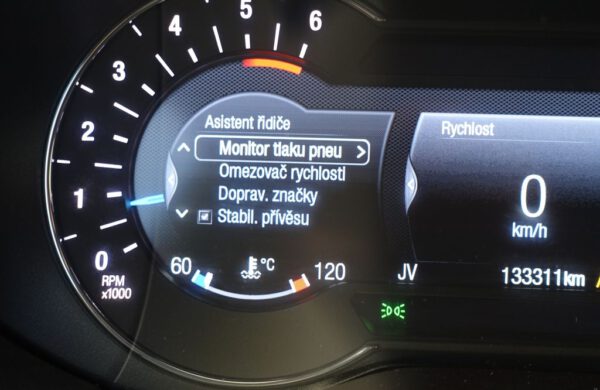 6
5
4
3
2
1
0
RPM
x1000
Asistent řidiče
Monitor tlaku pneu
Omezovač rychlosti
Doprav. značky
Stabil. přívěsu
60
°C
120
Rychlost
0
km/h
JV
133311km